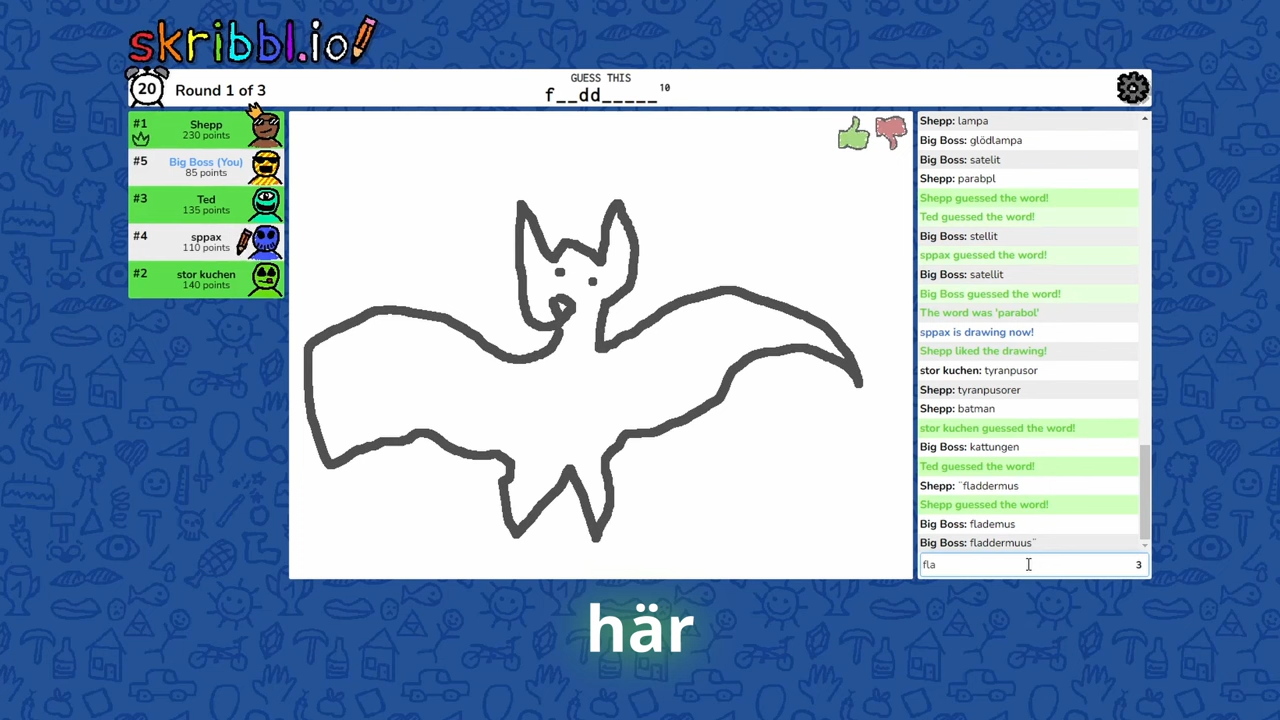 skribbl.io
20
Round 1 of 3
GUESS THIS
f__dd_____ 10
#1
Shepp
230 points
#5
Big Boss (You)
85 points
#3
Ted
135 points
#4
sppax
110 points
#2
stor kuchen
140 points
Shepp: lampa
Big Boss: glödlampa
Big Boss: satelit
Shepp: parabpl
Shepp guessed the word!
Ted guessed the word!
Big Boss: stellit
sppax guessed the word!
Big Boss: satellit
Big Boss guessed the word!
The word was 'parabol'
sppax is drawing now!
Shepp liked the drawing!
stor kuchen: tyranpusor
Shepp: tyranpusorer
Shepp: batman
stor kuchen guessed the word!
Big Boss: kattungen
Ted guessed the word!
Shepp: ¨fladdermus
Shepp guessed the word!
Big Boss: flademus
Big Boss: fladdermuus¨
fla 3
här